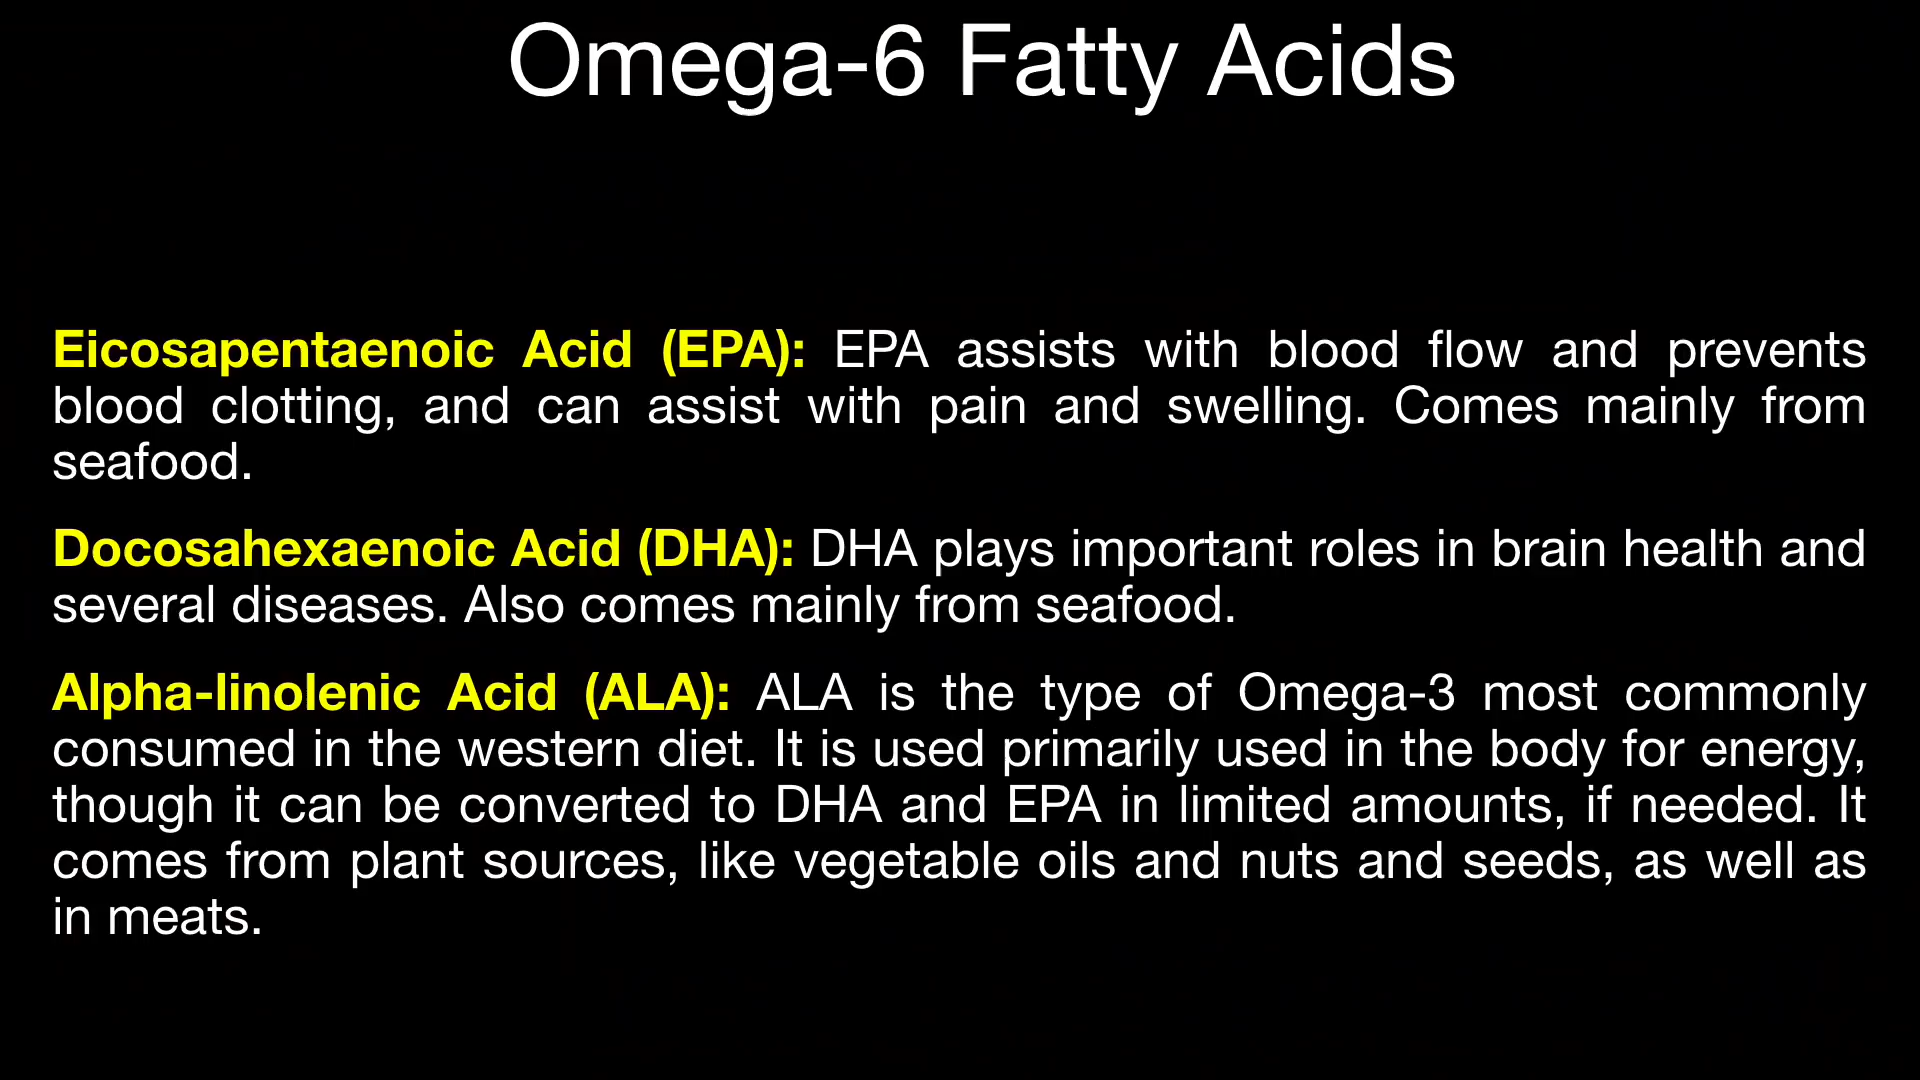 Omega-6 Fatty Acids
Eicosapentaenoic Acid (EPA): EPA assists with blood flow and prevents
blood clotting, and can assist with pain and swelling. Comes mainly from
seafood.
Docosahexaenoic Acid (DHA): DHA plays important roles in brain health and
several diseases. Also comes mainly from seafood.
Alpha-linolenic Acid (ALA): ALA is the type of Omega-3 most commonly
consumed in the western diet. It is used primarily used in the body for energy,
though it can be converted to DHA and EPA in limited amounts, if needed. It
comes from plant sources, like vegetable oils and nuts and seeds, as well as
in meats.